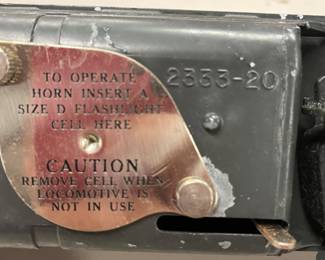 TO OPERATE
HORN INSERT A
SIZE D FLASHLIGHT
CELL HERE
CAUTION
REMOVE CELL WHEN
LOCOMOTIVE IS
NOT IN USE
2333-20